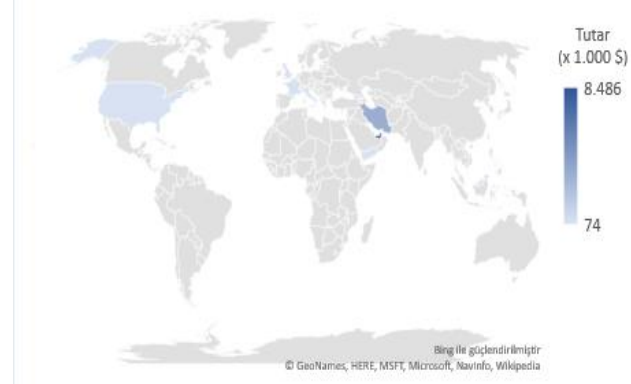 Tutar
(x 1.000 $)
8.486
74
Bing ile güçlendirilmiştir
© GeoNames, HERE, MSFT, Microsoft, NavInfo, Wikipedia